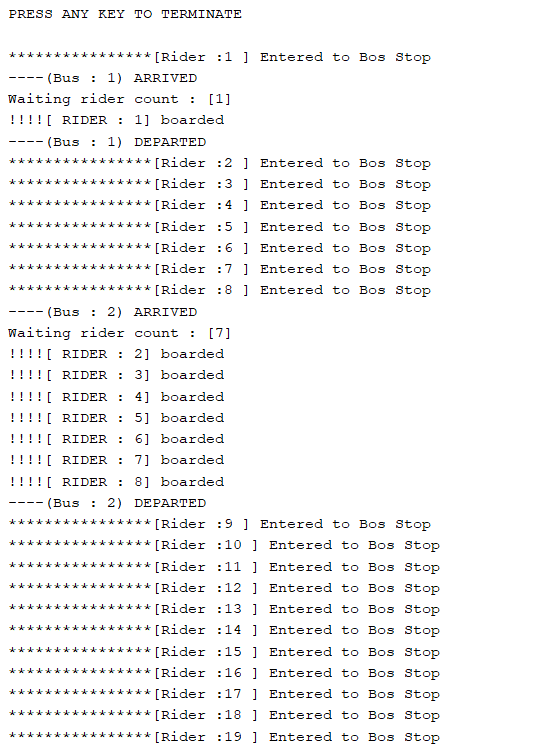 PRESS ANY KEY TO TERMINATE
****************[Rider :1 ] Entered to Bos Stop
----(Bus : 1) ARRIVED
Waiting rider count : [1]
!!!![ RIDER : 1] boarded
----(Bus : 1) DEPARTED
****************[Rider :2 ] Entered to Bos Stop
****************[Rider :3 ] Entered to Bos Stop
****************[Rider :4 ] Entered to Bos Stop
****************[Rider :5 ] Entered to Bos Stop
****************[Rider :6 ] Entered to Bos Stop
****************[Rider :7 ] Entered to Bos Stop
****************[Rider :8 ] Entered to Bos Stop
----(Bus : 2) ARRIVED
Waiting rider count : [7]
!!!![ RIDER : 2] boarded
!!!![ RIDER : 3] boarded
!!!![ RIDER : 4] boarded
!!!![ RIDER : 5] boarded
!!!![ RIDER : 6] boarded
!!!![ RIDER : 7] boarded
!!!![ RIDER : 8] boarded
----(Bus : 2) DEPARTED
****************[Rider :9 ] Entered to Bos Stop
****************[Rider :10 ] Entered to Bos Stop
****************[Rider :11 ] Entered to Bos Stop
****************[Rider :12 ] Entered to Bos Stop
****************[Rider :13 ] Entered to Bos Stop
****************[Rider :14 ] Entered to Bos Stop
****************[Rider :15 ] Entered to Bos Stop
****************[Rider :16 ] Entered to Bos Stop
****************[Rider :17 ] Entered to Bos Stop
****************[Rider :18 ] Entered to Bos Stop
****************[Rider :19 ] Entered to Bos Stop